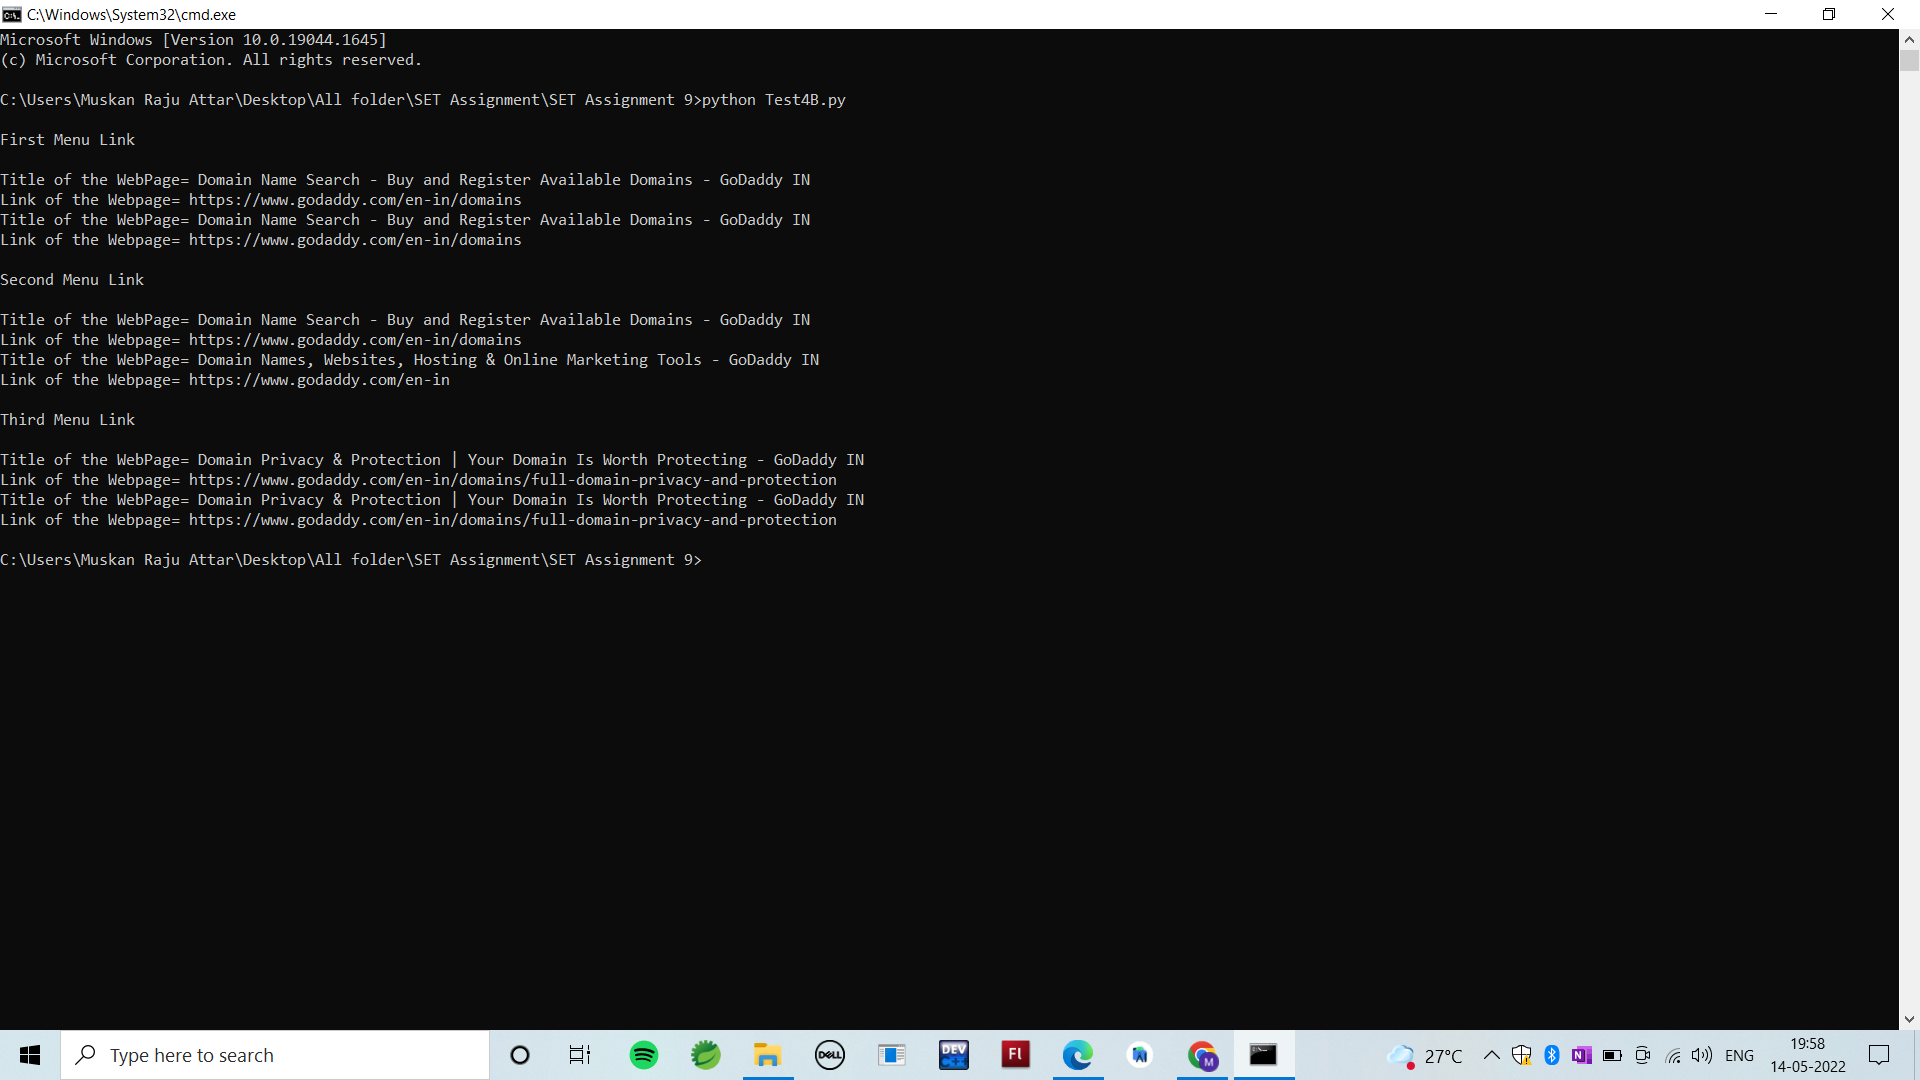 C:\Windows\System32\cmd.exe
Microsoft Windows [Version 10.0.19044.1645]
(c) Microsoft Corporation. All rights reserved.
C:\Users\Muskan Raju Attar\Desktop\All folder\SET Assignment\SET Assignment 9>python Test4B.py
First Menu Link
Title of the WebPage= Domain Name Search - Buy and Register Available Domains - GoDaddy IN
Link of the Webpage= https://www.godaddy.com/en-in/domains
Title of the WebPage= Domain Name Search - Buy and Register Available Domains - GoDaddy IN
Link of the Webpage= https://www.godaddy.com/en-in/domains
Second Menu Link
Title of the WebPage= Domain Name Search - Buy and Register Available Domains - GoDaddy IN
Link of the Webpage= https://www.godaddy.com/en-in/domains
Title of the WebPage= Domain Names, Websites, Hosting & Online Marketing Tools - GoDaddy IN
Link of the Webpage= https://www.godaddy.com/en-in
Third Menu Link
Title of the WebPage= Domain Privacy & Protection | Your Domain Is Worth Protecting - GoDaddy IN
Link of the Webpage= https://www.godaddy.com/en-in/domains/full-domain-privacy-and-protection
Title of the WebPage= Domain Privacy & Protection | Your Domain Is Worth Protecting - GoDaddy IN
Link of the Webpage= https://www.godaddy.com/en-in/domains/full-domain-privacy-and-protection
C:\Users\Muskan Raju Attar\Desktop\All folder\SET Assignment\SET Assignment 9>
Type here to search
DELL
DEV C++
Fl
M
27°C
N
ENG
19:58
14-05-2022